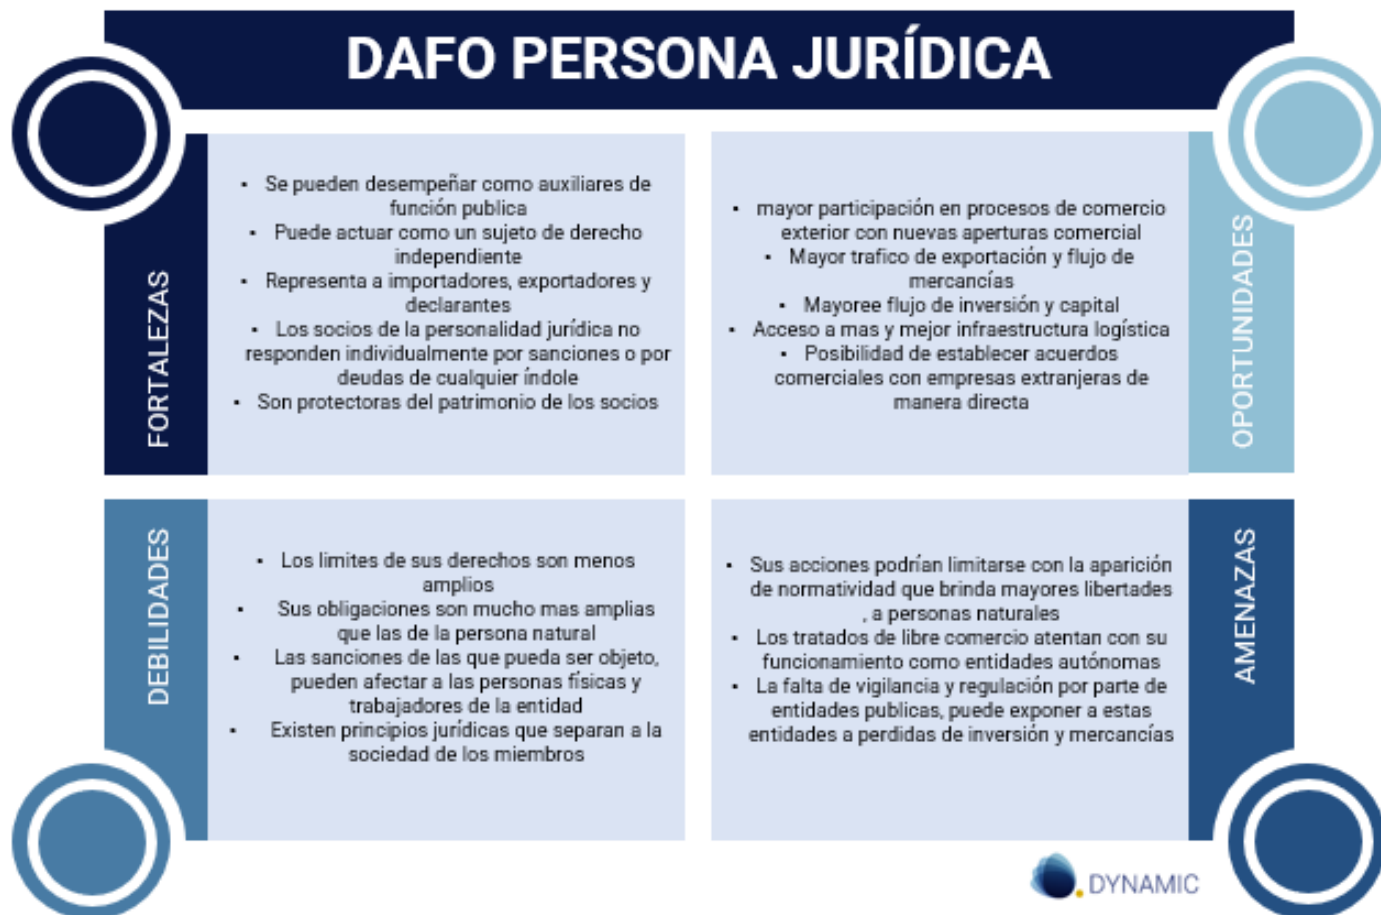 DAFO PERSONA JURÍDICA
FORTALEZAS
▪ Se pueden desempeñar como auxiliares de
función publica
▪ Puede actuar como un sujeto de derecho
independiente
▪ Representa a importadores, exportadores y
declarantes
▪ Los socios de la personalidad jurídica no
responden individualmente por sanciones o por
deudas de cualquier índole
▪ Son protectoras del patrimonio de los socios
OPORTUNIDADES
▪ mayor participación en procesos de comercio
exterior con nuevas aperturas comercial
▪ Mayor trafico de exportación y flujo de
mercancías
▪ Mayoree flujo de inversión y capital
▪ Acceso a mas y mejor infraestructura logística
▪ Posibilidad de establecer acuerdos
comerciales con empresas extranjeras de
manera directa
DEBILIDADES
▪ Los limites de sus derechos son menos
amplios
▪ Sus obligaciones son mucho mas amplias
que las de la persona natural
▪ Las sanciones de las que pueda ser objeto,
pueden afectar a las personas físicas y
trabajadores de la entidad
▪ Existen principios jurídicas que separan a la
sociedad de los miembros
AMENAZAS
▪ Sus acciones podrían limitarse con la aparición
de normatividad que brinda mayores libertades
, a personas naturales
▪ Los tratados de libre comercio atentan con su
funcionamiento como entidades autónomas
▪ La falta de vigilancia y regulación por parte de
entidades publicas, puede exponer a estas
entidades a perdidas de inversión y mercancías
DYNAMIC